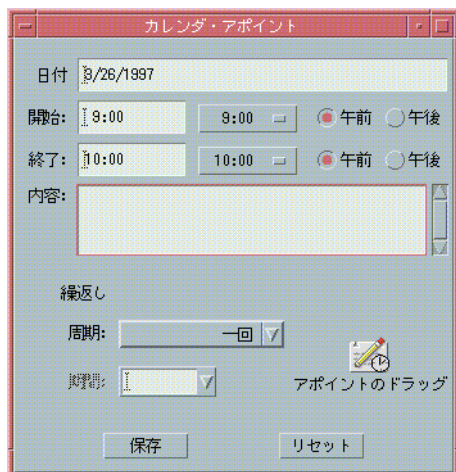 カレンダ・アポイント
日付 3/26/1997
開始: 9:00 9:00 午前 午後
終了: 10:00 10:00 午前 午後
内容:
繰返し
周期: 一回
期間:
アポイントのドラッグ
保存 リセット